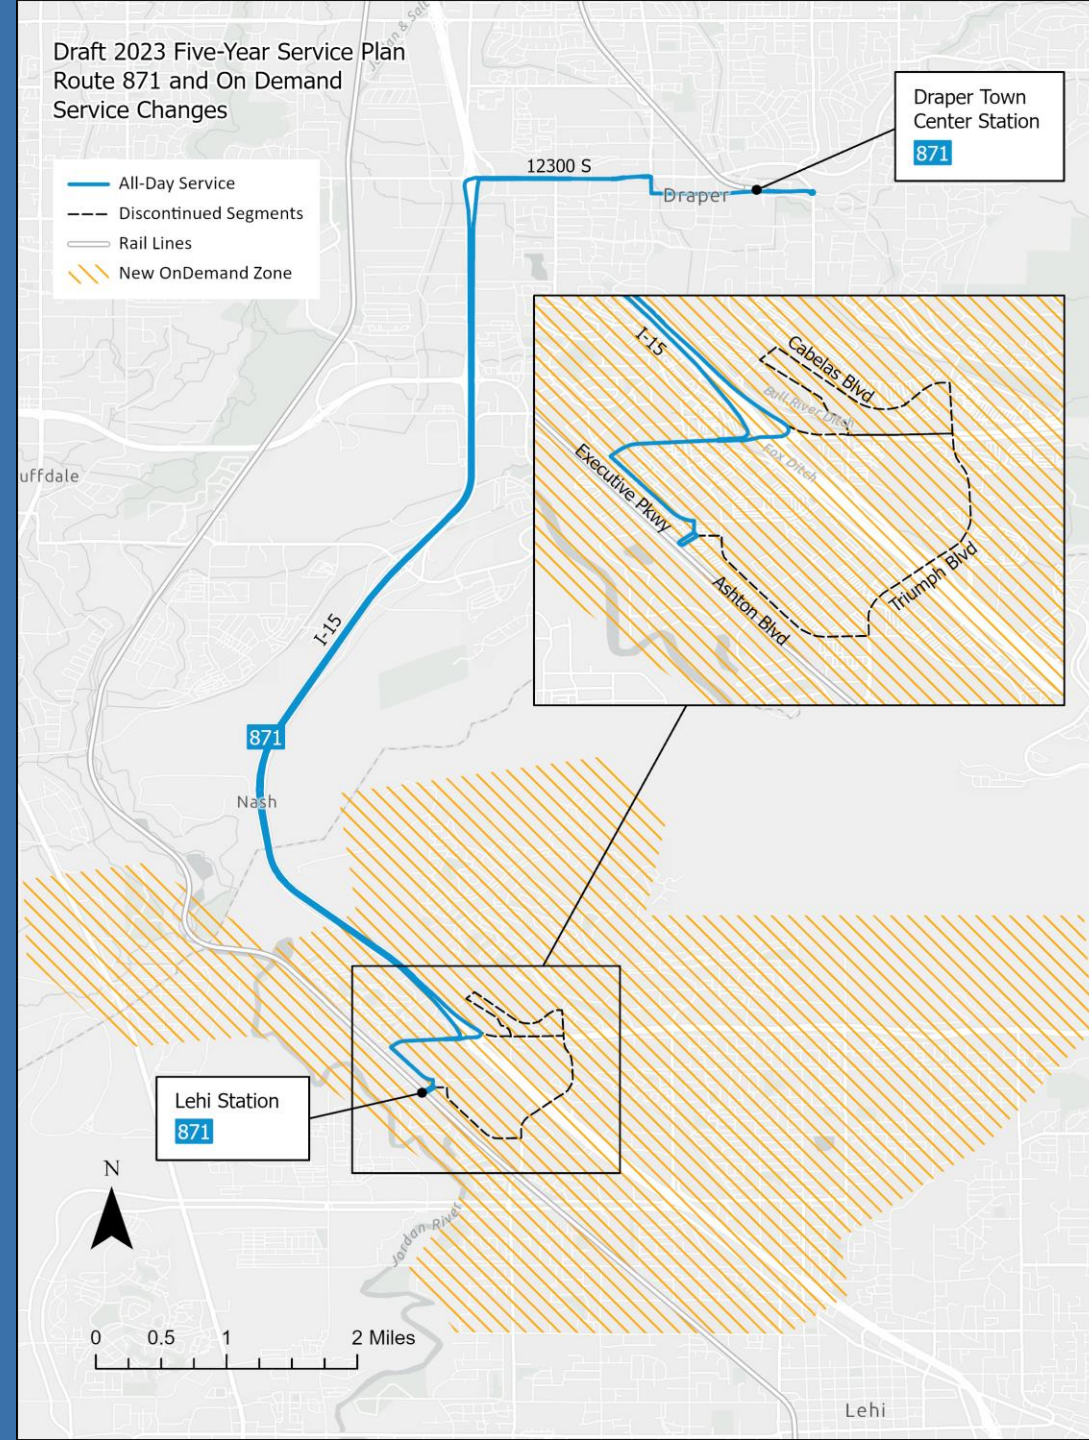 Draft 2023 Five-Year Service Plan
Route 871 and On Demand
Service Changes
All-Day Service
Discontinued Segments
Rail Lines
New OnDemand Zone
12300 S
Draper
Draper Town
Center Station
871
I-15
Cabelas Blvd
Bull River Ditch
Fox Ditch
Executive Pkwy
Ashton Blvd
Triumph Blvd
uffdale
I-15
871
Nash
Lehi Station
871
N
Jordan River
0 0.5 1 2 Miles
Lehi